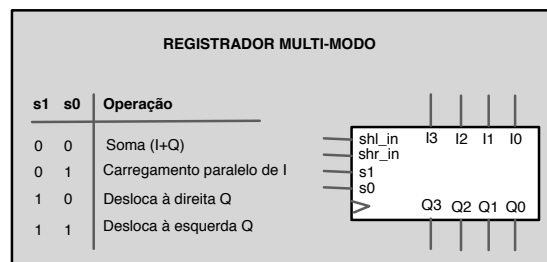 REGISTRADOR MULTI-MODO
s1 s0 Operação
0 0 Soma (I+Q)
0 1 Carregamento paralelo de I
1 0 Desloca à direita Q
1 1 Desloca à esquerda Q
shl_in I3 I2 I1 I0
shr_in
s1
s0
Q3 Q2 Q1 Q0